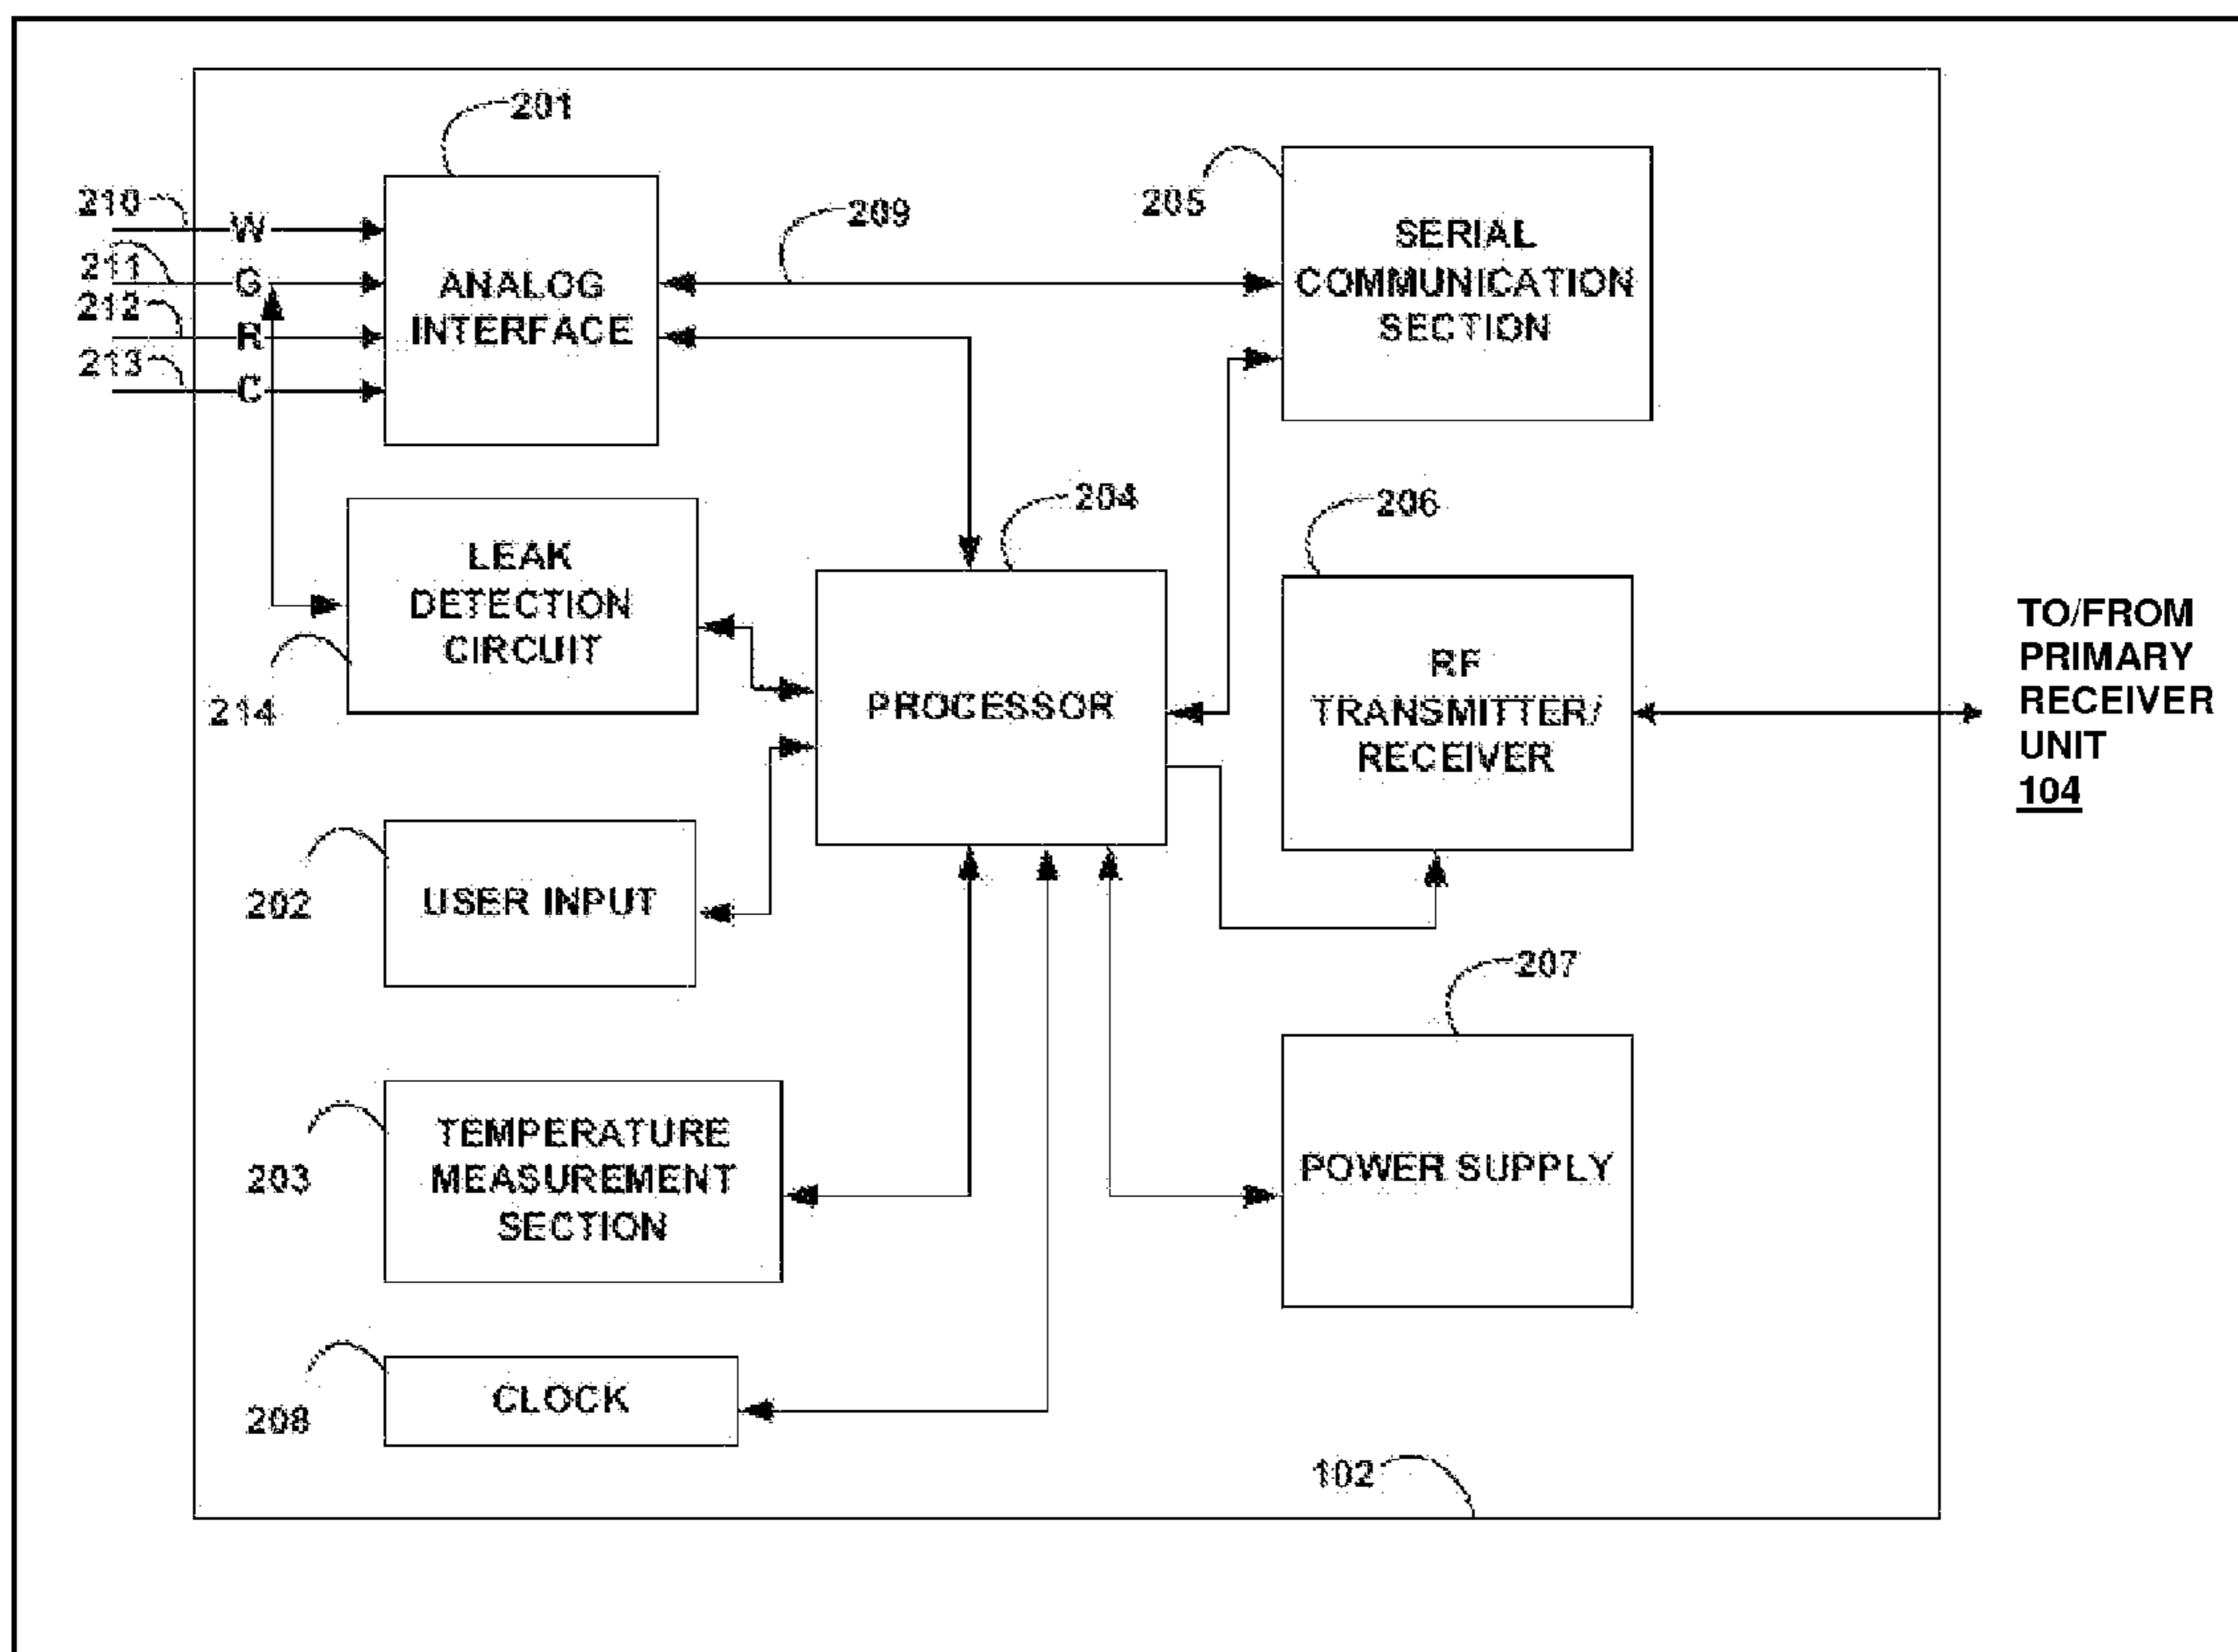 201
210
W
211
G
212
R
213
C
ANALOG
INTERFACE
209
205
SERIAL
COMMUNICATION
SECTION
LEAK
DETECTION
CIRCUIT
214
204
PROCESSOR
206
RF
TRANSMITTER/
RECEIVER
TO/FROM
PRIMARY
RECEIVER
UNIT
104
202
USER INPUT
207
POWER SUPPLY
203
TEMPERATURE
MEASUREMENT
SECTION
208
CLOCK
102